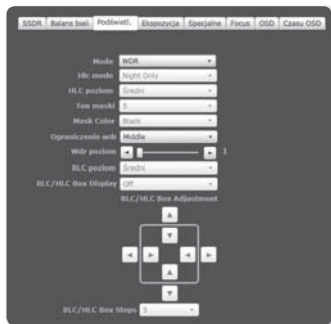 SSDR Balans bieli Podświetl. Ekspozycja Specjalne Focus OSD Czasu OSD
Mode WDR
Hlc mode Night Only
HLC poziom Średni
Ton maski 5
Mask Color Black
Ograniczenie wdr Middle
Wdr poziom 1
BLC poziom Średni
BLC/HLC Box Display Off
BLC/HLC Box Adjustment
BLC/HLC Box Steps 5